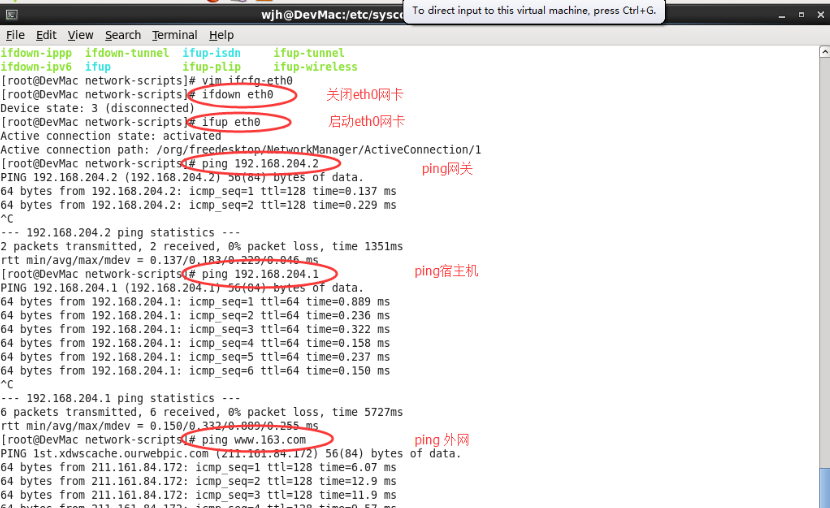 To direct input to this virtual machine, press Ctrl+G.
wjh@DevMac:/etc/sysco
File Edit View Search Terminal Help
ifdown-ippp ifdown-tunnel ifup-isdn ifup-tunnel
ifdown-ipv6 ifup ifup-plip ifup-wireless
[root@DevMac network-scripts]# vim ifcfg-eth0
[root@DevMac network-scripts]# ifdown eth0 关闭eth0网卡
Device state: 3 (disconnected)
[root@DevMac network-scripts]# ifup eth0 启动eth0网卡
Active connection state: activated
Active connection path: /org/freedesktop/NetworkManager/ActiveConnection/1
[root@DevMac network-scripts]# ping 192.168.204.2 ping网关
PING 192.168.204.2 (192.168.204.2) 56(84) bytes of data.
64 bytes from 192.168.204.2: icmp_seq=1 ttl=128 time=0.137 ms
64 bytes from 192.168.204.2: icmp_seq=2 ttl=128 time=0.229 ms
^C
--- 192.168.204.2 ping statistics ---
2 packets transmitted, 2 received, 0% packet loss, time 1351ms
rtt min/avg/max/mdev = 0.137/0.183/0.229/0.046 ms
[root@DevMac network-scripts]# ping 192.168.204.1 ping宿主机
PING 192.168.204.1 (192.168.204.1) 56(84) bytes of data.
64 bytes from 192.168.204.1: icmp_seq=1 ttl=64 time=0.889 ms
64 bytes from 192.168.204.1: icmp_seq=2 ttl=64 time=0.236 ms
64 bytes from 192.168.204.1: icmp_seq=3 ttl=64 time=0.322 ms
64 bytes from 192.168.204.1: icmp_seq=4 ttl=64 time=0.158 ms
64 bytes from 192.168.204.1: icmp_seq=5 ttl=64 time=0.237 ms
64 bytes from 192.168.204.1: icmp_seq=6 ttl=64 time=0.150 ms
^C
--- 192.168.204.1 ping statistics ---
6 packets transmitted, 6 received, 0% packet loss, time 5727ms
rtt min/avg/max/mdev = 0.150/0.332/0.889/0.255 ms
[root@DevMac network-scripts]# ping www.163.com ping 外网
PING 1st.xdwscache.ourwebpic.com (211.161.84.172) 56(84) bytes of data.
64 bytes from 211.161.84.172: icmp_seq=1 ttl=128 time=6.07 ms
64 bytes from 211.161.84.172: icmp_seq=2 ttl=128 time=12.9 ms
64 bytes from 211.161.84.172: icmp_seq=3 ttl=128 time=11.9 ms
64 bytes from 211.161.84.172: icmp_seq=4 ttl=128 time=9.57 ms